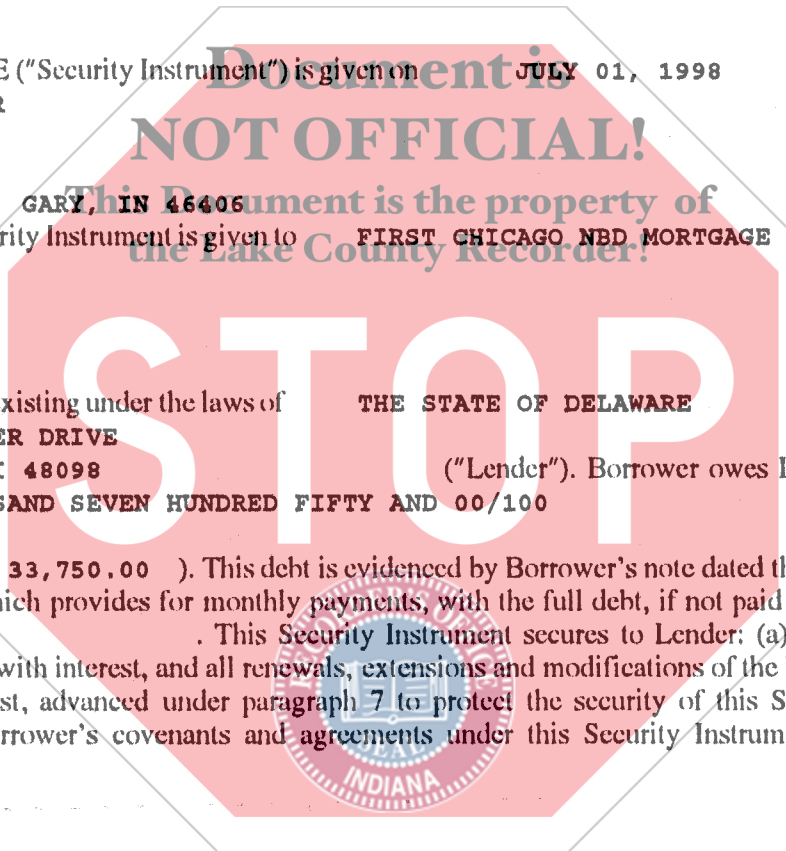 E ("Security Instrument") is given on JULY 01, 1998
R
Document is
NOT OFFICIAL!
GARY, IN 46406
This Document is the property of
rity Instrument is given to FIRST CHICAGO NBD MORTGAGE
the Lake County Recorder!
STOP
xisting under the laws of THE STATE OF DELAWARE
ER DRIVE
48098
("Lender"). Borrower owes
SAND SEVEN HUNDRED FIFTY AND 00/100
33,750.00 ). This debt is evidenced by Borrower's note dated th
hich provides for monthly payments, with the full debt, if not paid
. This Security Instrument secures to Lender: (a)
with interest, and all renewals, extensions and modifications of the
st, advanced under paragraph 7 to protect the security of this S
rrower's covenants and agreements under this Security Instrum
RECORDER'S OFFICE
SEAL
INDIANA